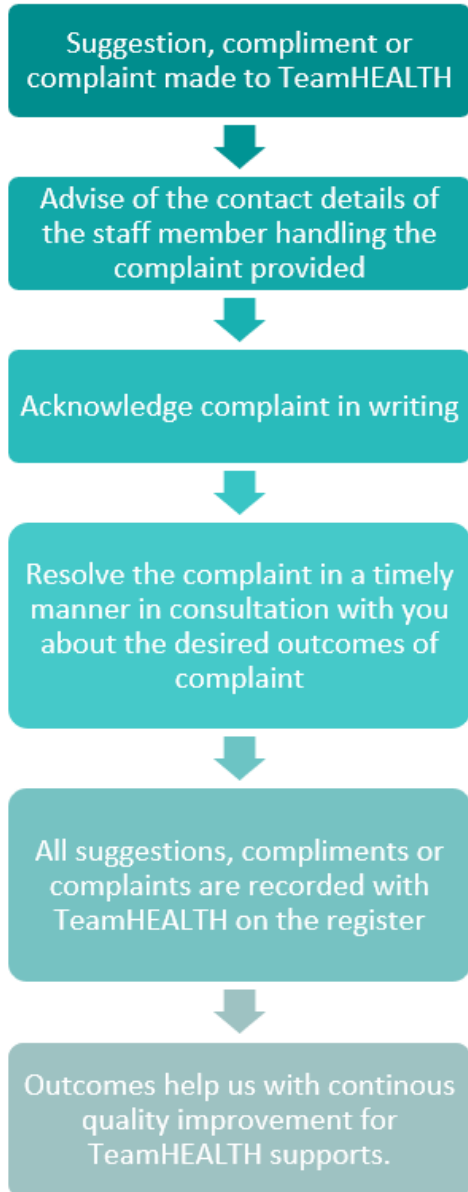 Suggestion, compliment or
complaint made to TeamHEALTH
Advise of the contact details of
the staff member handling the
complaint provided
Acknowledge complaint in writing
Resolve the complaint in a timely
manner in consultation with you
about the desired outcomes of
complaint
All suggestions, compliments or
complaints are recorded with
TeamHEALTH on the register
Outcomes help us with continous
quality improvement for
TeamHEALTH supports.